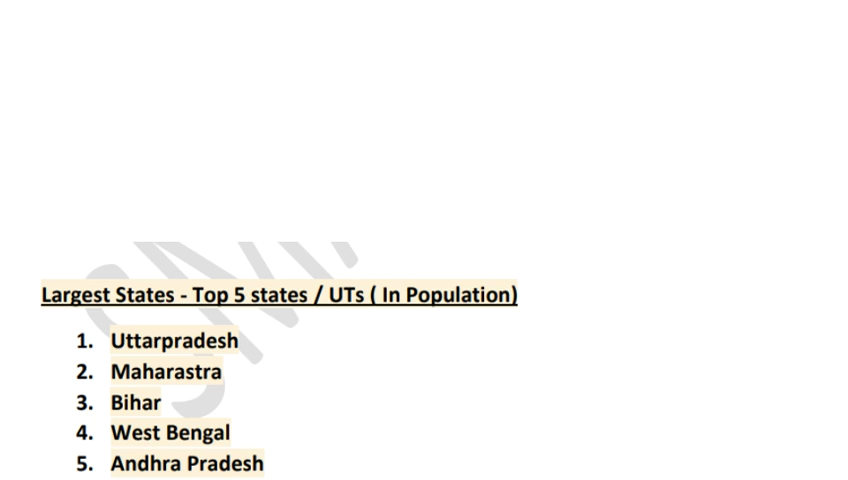 Largest States - Top 5 states / UTs ( In Population)
1. Uttarpradesh
2. Maharastra
3. Bihar
4. West Bengal
5. Andhra Pradesh